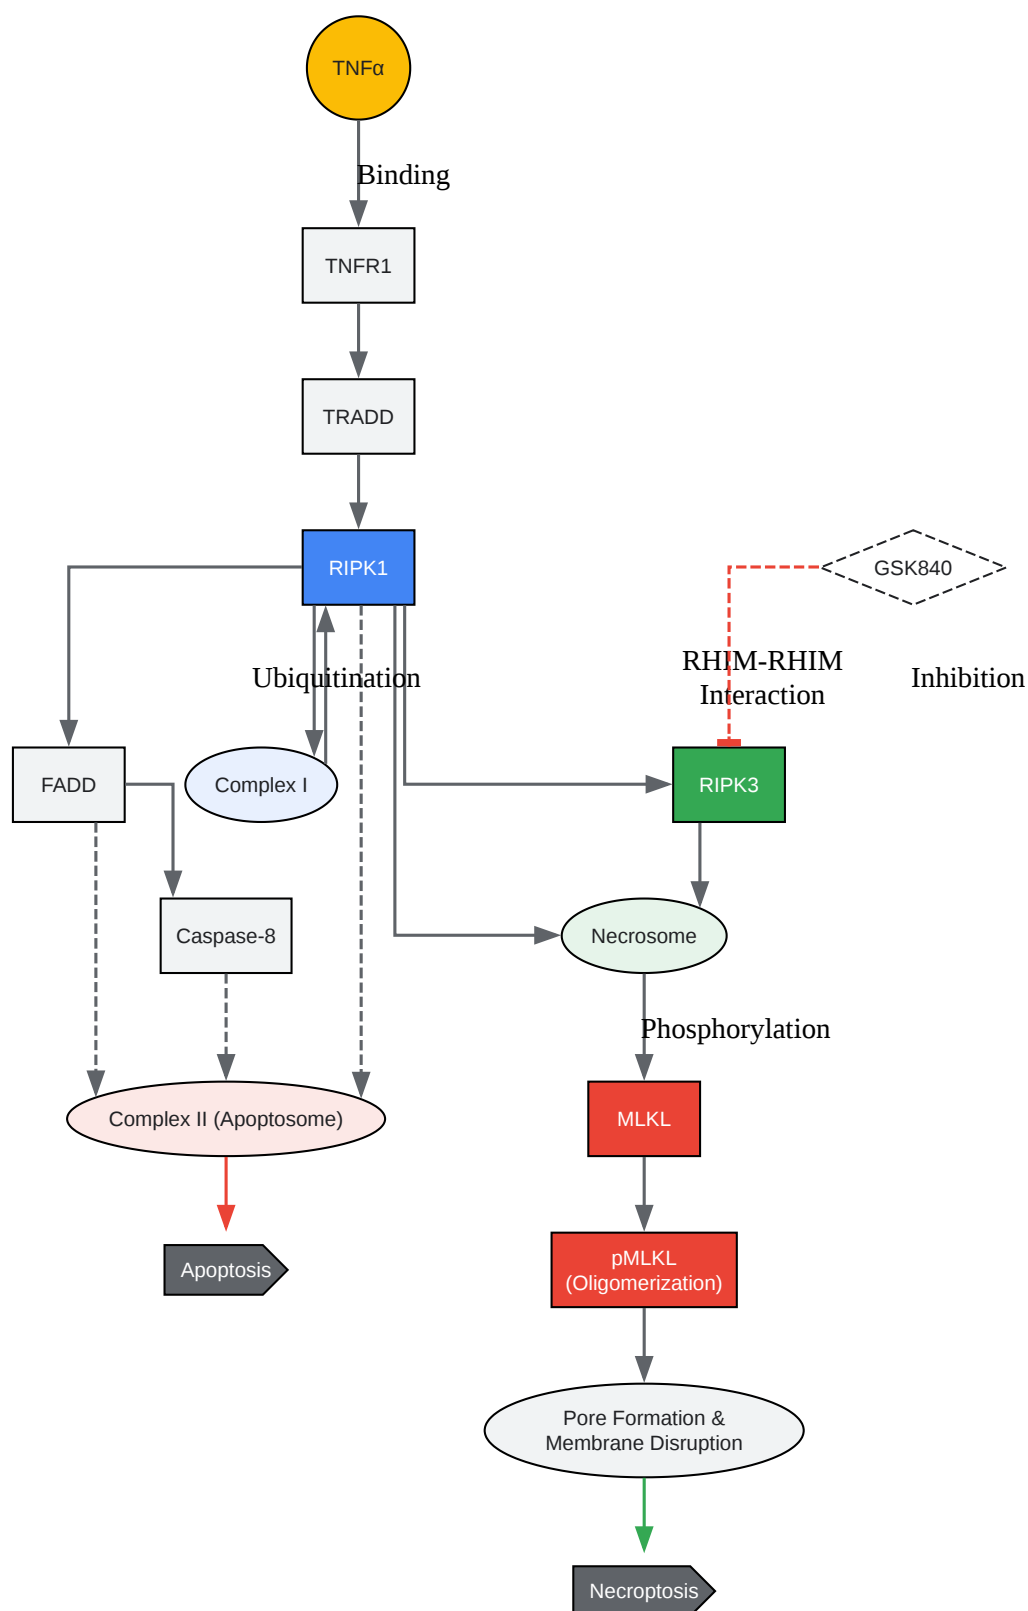 TNFα
Binding
TNFR1
TRADD
RIPK1
GSK840
Ubiquitination
RHIM-RHIM
Interaction
Inhibition
FADD
Complex I
RIPK3
Caspase-8
Necrosome
Phosphorylation
Complex II (Apoptosome)
MLKL
Apoptosis
pMLKL
(Oligomerization)
Pore Formation &
Membrane Disruption
Necroptosis